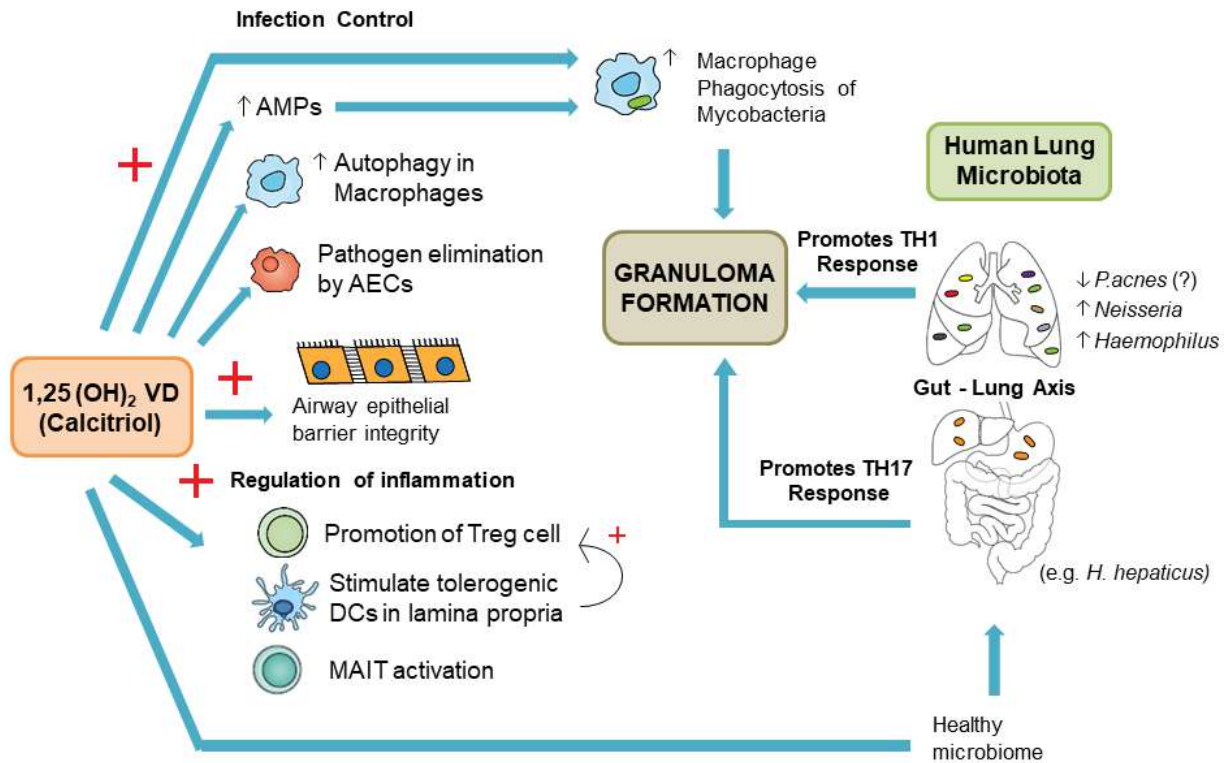 Infection Control
↑ AMPs
↑ Autophagy in
Macrophages
Pathogen elimination
by AECs
1,25 (OH)₂ VD
(Calcitriol)
Airway epithelial
barrier integrity
Regulation of inflammation
Promotion of Treg cell
Stimulate tolerogenic
DCs in lamina propria
MAIT activation
↑ Macrophage
Phagocytosis of
Mycobacteria
GRANULOMA
FORMATION
Human Lung
Microbiota
Promotes TH1
Response
↓ P.acnes (?)
↑ Neisseria
↑ Haemophilus
Gut - Lung Axis
Promotes TH17
Response
(e.g. H. hepaticus)
Healthy
microbiome